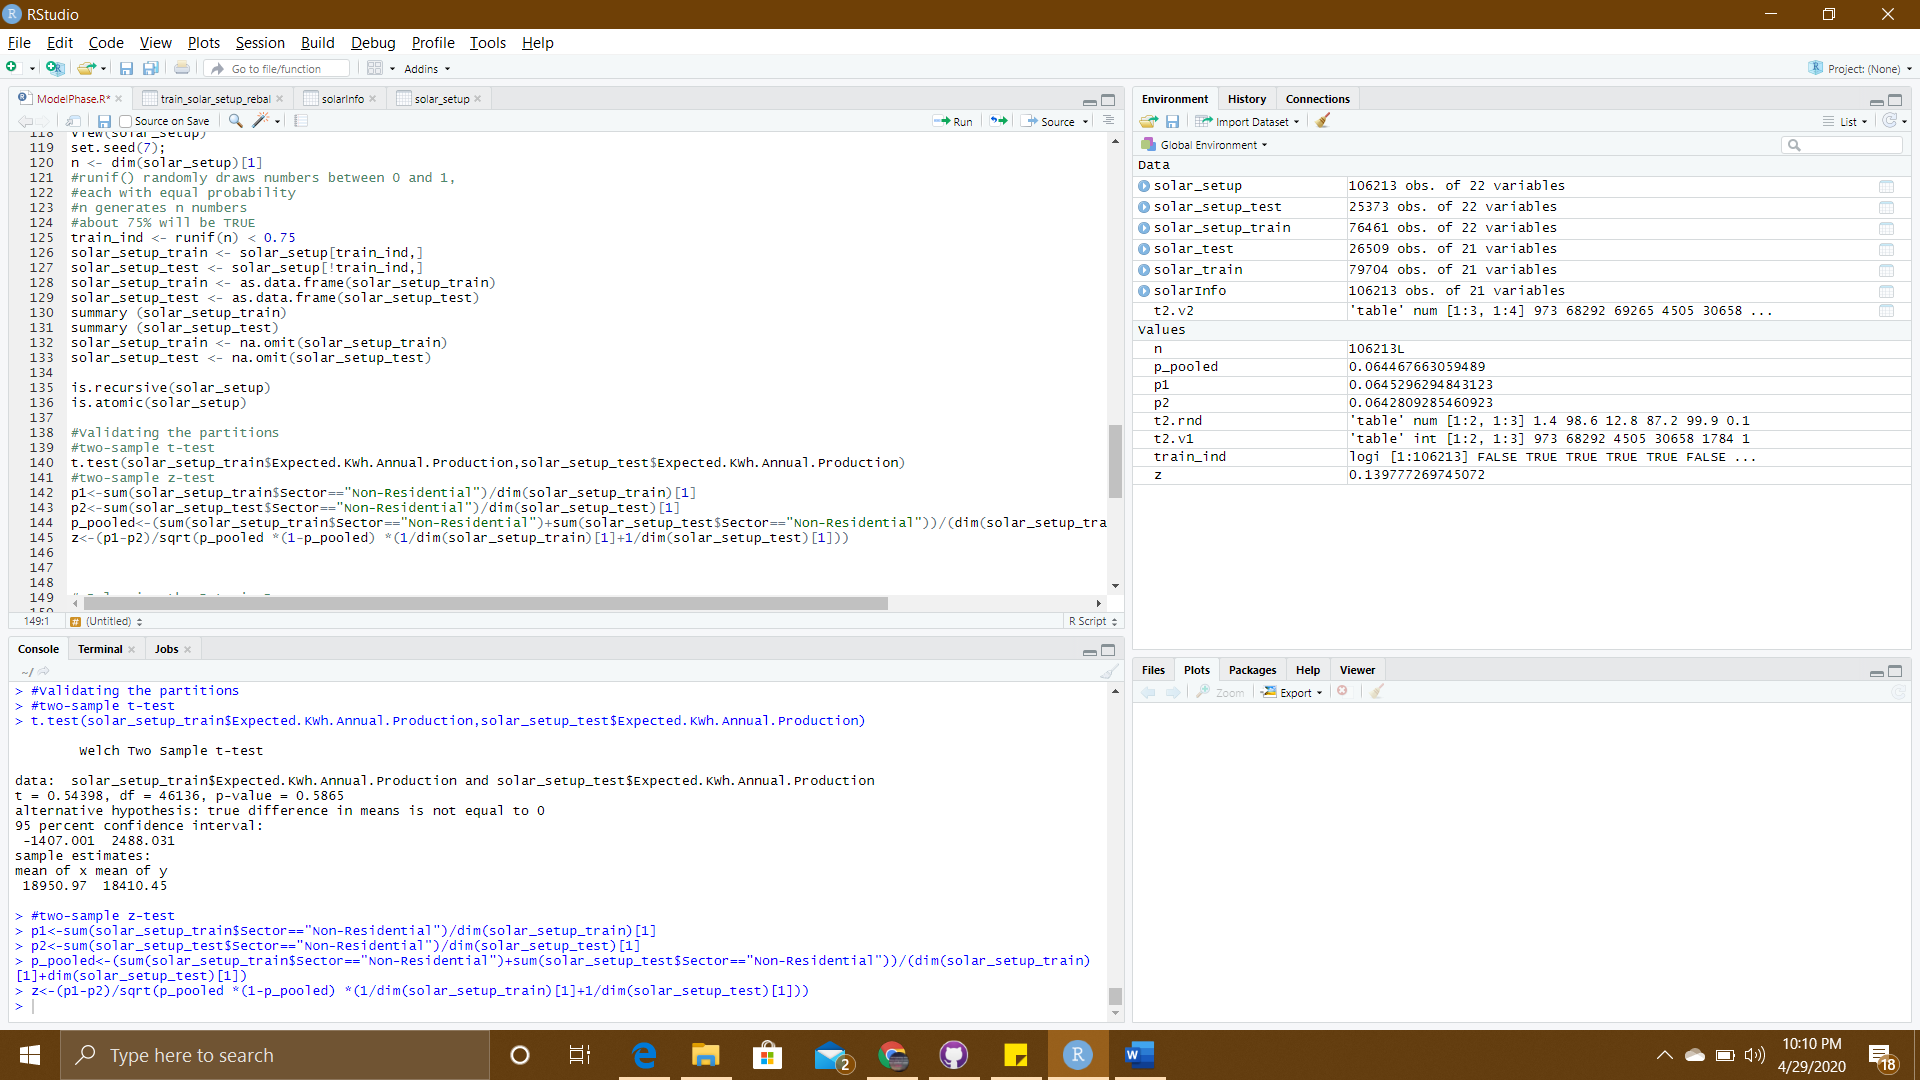 RStudio
File Edit Code View Plots Session Build Debug Profile Tools Help
Go to file/function Addins Project: (None)
ModelPhase.R* train_solar_setup_rebal solarInfo solar_setup
Source on Save Run Source
118 View(solar_setup)
119 set.seed(7);
120 n <- dim(solar_setup)[1]
121 #runif() randomly draws numbers between 0 and 1,
122 #each with equal probability
123 #n generates n numbers
124 #about 75% will be TRUE
125 train_ind <- runif(n) < 0.75
126 solar_setup_train <- solar_setup[train_ind,]
127 solar_setup_test <- solar_setup[!train_ind,]
128 solar_setup_train <- as.data.frame(solar_setup_train)
129 solar_setup_test <- as.data.frame(solar_setup_test)
130 summary (solar_setup_train)
131 summary (solar_setup_test)
132 solar_setup_train <- na.omit(solar_setup_train)
133 solar_setup_test <- na.omit(solar_setup_test)
134
135 is.recursive(solar_setup)
136 is.atomic(solar_setup)
137
138 #Validating the partitions
139 #two-sample t-test
140 t.test(solar_setup_train$Expected.KWh.Annual.Production,solar_setup_test$Expected.KWh.Annual.Production)
141 #two-sample z-test
142 p1<-sum(solar_setup_train$Sector=="Non-Residential")/dim(solar_setup_train)[1]
143 p2<-sum(solar_setup_test$Sector=="Non-Residential")/dim(solar_setup_test)[1]
144 p_pooled<-(sum(solar_setup_train$Sector=="Non-Residential")+sum(solar_setup_test$Sector=="Non-Residential"))/(dim(solar_setup_tra
145 z<-(p1-p2)/sqrt(p_pooled *(1-p_pooled) *(1/dim(solar_setup_train)[1]+1/dim(solar_setup_test)[1]))
146
147
148
149
150
149:1 # (Untitled) R Script
Console Terminal Jobs
~/
> #Validating the partitions
> #two-sample t-test
> t.test(solar_setup_train$Expected.KWh.Annual.Production,solar_setup_test$Expected.KWh.Annual.Production)
Welch Two Sample t-test
data: solar_setup_train$Expected.KWh.Annual.Production and solar_setup_test$Expected.KWh.Annual.Production
t = 0.54398, df = 46136, p-value = 0.5865
alternative hypothesis: true difference in means is not equal to 0
95 percent confidence interval:
-1407.001 2488.031
sample estimates:
mean of x mean of y
18950.97 18410.45
> #two-sample z-test
> p1<-sum(solar_setup_train$Sector=="Non-Residential")/dim(solar_setup_train)[1]
> p2<-sum(solar_setup_test$Sector=="Non-Residential")/dim(solar_setup_test)[1]
> p_pooled<-(sum(solar_setup_train$Sector=="Non-Residential")+sum(solar_setup_test$Sector=="Non-Residential"))/(dim(solar_setup_train)
[1]+dim(solar_setup_test)[1])
> z<-(p1-p2)/sqrt(p_pooled *(1-p_pooled) *(1/dim(solar_setup_train)[1]+1/dim(solar_setup_test)[1]))
>
Environment History Connections
Import Dataset List
Global Environment
Data
solar_setup 106213 obs. of 22 variables
solar_setup_test 25373 obs. of 22 variables
solar_setup_train 76461 obs. of 22 variables
solar_test 26509 obs. of 21 variables
solar_train 79704 obs. of 21 variables
solarInfo 106213 obs. of 21 variables
t2.v2 'table' num [1:3, 1:4] 973 68292 69265 4505 30658 ...
Values
n 106213L
p_pooled 0.064467663059489
p1 0.0645296294843123
p2 0.0642809285460923
t2.rnd 'table' num [1:2, 1:3] 1.4 98.6 12.8 87.2 99.9 0.1
t2.v1 'table' int [1:2, 1:3] 973 68292 4505 30658 1784 1
train_ind logi [1:106213] FALSE TRUE TRUE TRUE TRUE FALSE ...
z 0.139777269745072
Files Plots Packages Help Viewer
Zoom Export
Type here to search
2
10:10 PM
4/29/2020
18